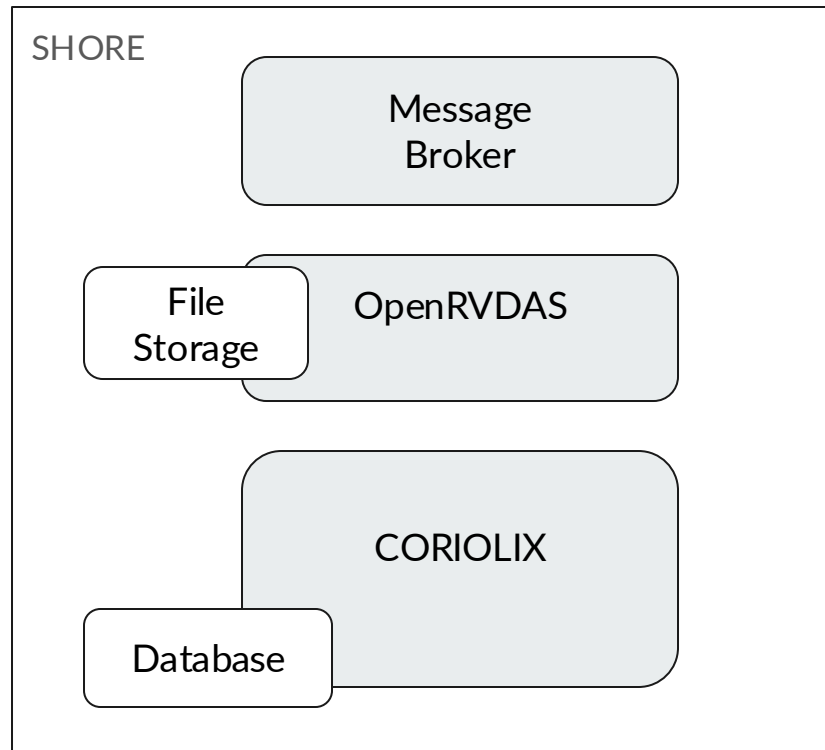 SHORE
Message
Broker
File
Storage
OpenRVDAS
CORIOLIX
Database